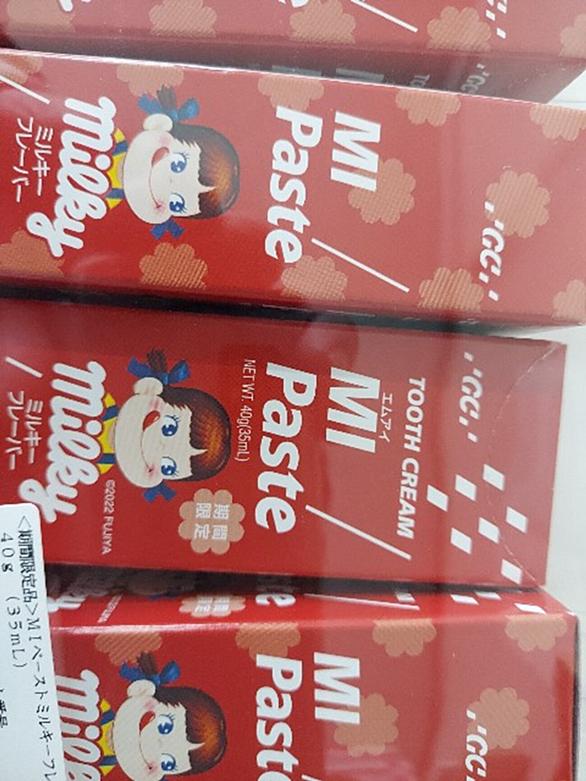 'GC,'
MI
Paste
Milky
ミルキー
フレーバー
'GC,'
TOOTH CREAM
エムアイ
MI
Paste
NET WT. 40g(35mL)
期間
限定
Milky
ミルキー
フレーバー
©2022 FUJIYA
<期間限定品>MIペーストミルキーフレ
40g (35mL)
'GC,'
MI
Paste
Milky